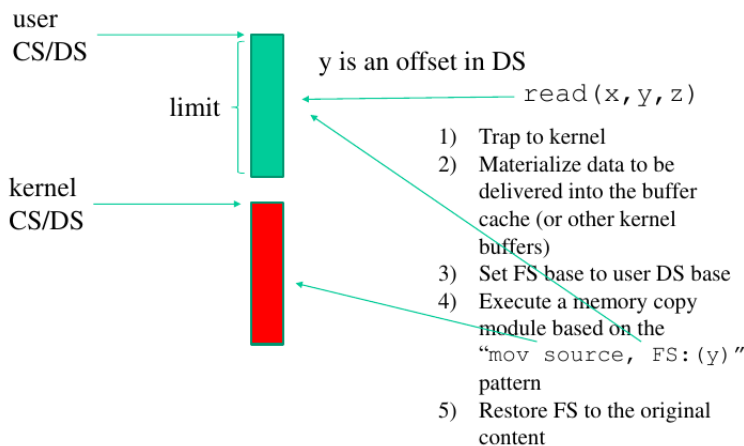 user
CS/DS
y is an offset in DS
read(x,y,z)
limit
1) Trap to kernel
2) Materialize data to be
delivered into the buffer
cache (or other kernel
buffers)
kernel
CS/DS
3) Set FS base to user DS base
4) Execute a memory copy
module based on the
“mov source, FS:(y)”
pattern
5) Restore FS to the original
content